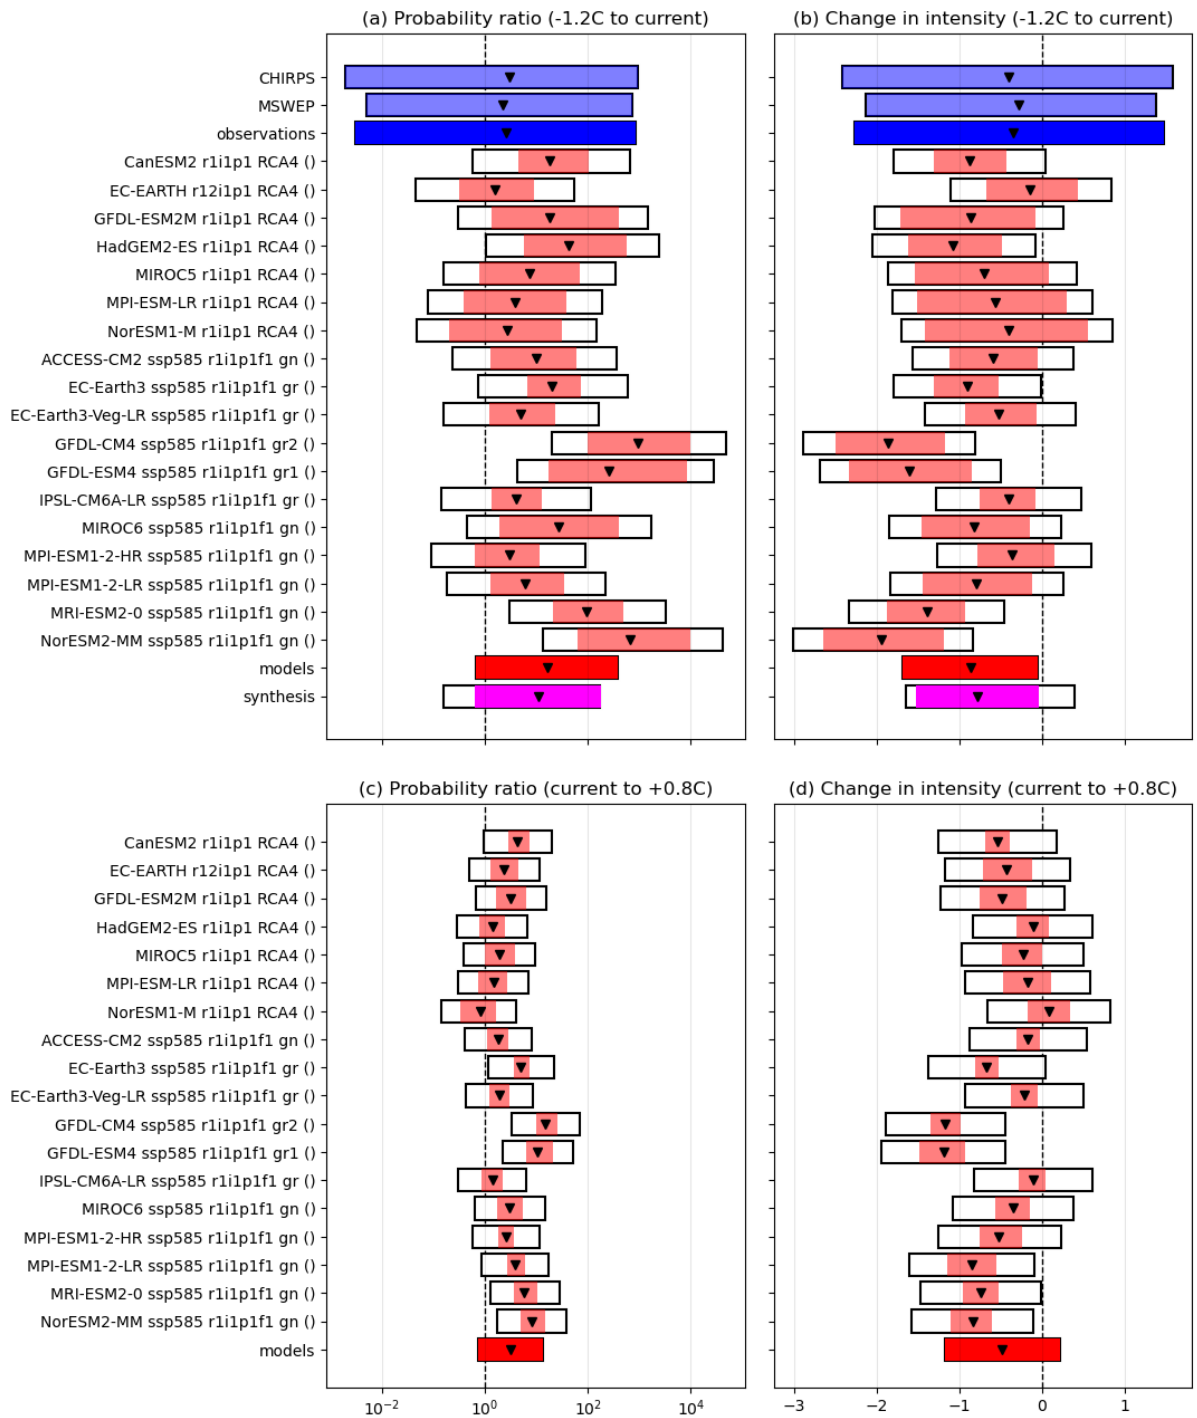 (a) Probability ratio (-1.2C to current)
(b) Change in intensity (-1.2C to current)
CHIRPS
MSWEP
observations
CanESM2 r1i1p1 RCA4 ()
EC-EARTH r12i1p1 RCA4 ()
GFDL-ESM2M r1i1p1 RCA4 ()
HadGEM2-ES r1i1p1 RCA4 ()
MIROC5 r1i1p1 RCA4 ()
MPI-ESM-LR r1i1p1 RCA4 ()
NorESM1-M r1i1p1 RCA4 ()
ACCESS-CM2 ssp585 r1i1p1f1 gn ()
EC-Earth3 ssp585 r1i1p1f1 gr ()
EC-Earth3-Veg-LR ssp585 r1i1p1f1 gr ()
GFDL-CM4 ssp585 r1i1p1f1 gr2 ()
GFDL-ESM4 ssp585 r1i1p1f1 gr1 ()
IPSL-CM6A-LR ssp585 r1i1p1f1 gr ()
MIROC6 ssp585 r1i1p1f1 gn ()
MPI-ESM1-2-HR ssp585 r1i1p1f1 gn ()
MPI-ESM1-2-LR ssp585 r1i1p1f1 gn ()
MRI-ESM2-0 ssp585 r1i1p1f1 gn ()
NorESM2-MM ssp585 r1i1p1f1 gn ()
models
synthesis
(c) Probability ratio (current to +0.8C)
(d) Change in intensity (current to +0.8C)
CanESM2 r1i1p1 RCA4 ()
EC-EARTH r12i1p1 RCA4 ()
GFDL-ESM2M r1i1p1 RCA4 ()
HadGEM2-ES r1i1p1 RCA4 ()
MIROC5 r1i1p1 RCA4 ()
MPI-ESM-LR r1i1p1 RCA4 ()
NorESM1-M r1i1p1 RCA4 ()
ACCESS-CM2 ssp585 r1i1p1f1 gn ()
EC-Earth3 ssp585 r1i1p1f1 gr ()
EC-Earth3-Veg-LR ssp585 r1i1p1f1 gr ()
GFDL-CM4 ssp585 r1i1p1f1 gr2 ()
GFDL-ESM4 ssp585 r1i1p1f1 gr1 ()
IPSL-CM6A-LR ssp585 r1i1p1f1 gr ()
MIROC6 ssp585 r1i1p1f1 gn ()
MPI-ESM1-2-HR ssp585 r1i1p1f1 gn ()
MPI-ESM1-2-LR ssp585 r1i1p1f1 gn ()
MRI-ESM2-0 ssp585 r1i1p1f1 gn ()
NorESM2-MM ssp585 r1i1p1f1 gn ()
models
10⁻² 10⁰ 10² 10⁴
−3 −2 −1 0 1